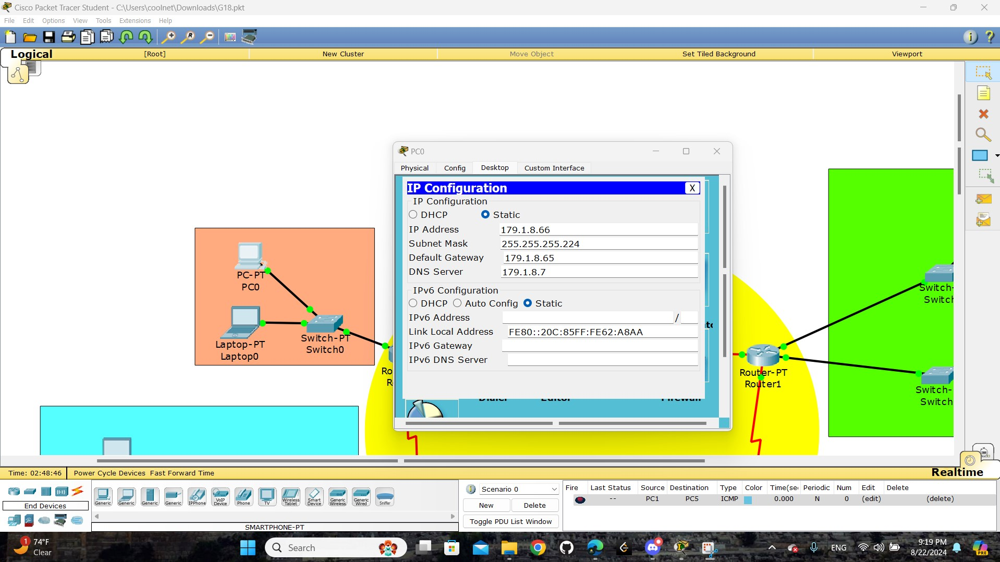 Cisco Packet Tracer Student - C:\Users\coolnet\Downloads\G18.pkt
File Edit Options View Tools Extensions Help
Logical [Root] New Cluster Move Object Set Tiled Background Viewport
PC0
Physical Config Desktop Custom Interface
IP Configuration X
IP Configuration
DHCP Static
IP Address 179.1.8.66
Subnet Mask 255.255.255.224
Default Gateway 179.1.8.65
DNS Server 179.1.8.7
IPv6 Configuration
DHCP Auto Config Static
IPv6 Address /
Link Local Address FE80::20C:85FF:FE62:A8AA
IPv6 Gateway
IPv6 DNS Server
PC-PT
PC0
Laptop-PT
Laptop0
Switch-PT
Switch0
Router-PT
Router1
Switch-
Switch
Time: 02:48:46 Power Cycle Devices Fast Forward Time
Realtime
End Devices
Generic Generic Generic Generic IPPhone VoIP Device Phone TV Wireless Tablet Smart Device Generic Wireless Generic Wired Sniffer
SMARTPHONE-PT
Scenario 0
New Delete
Toggle PDU List Window
Fire Last Status Source Destination Type Color Time(sec Periodic Num Edit Delete
-- PC1 PC5 ICMP 0.000 N 0 (edit) (delete)
1
74°F
Clear
Search
ENG
9:19 PM
8/22/2024
PRE